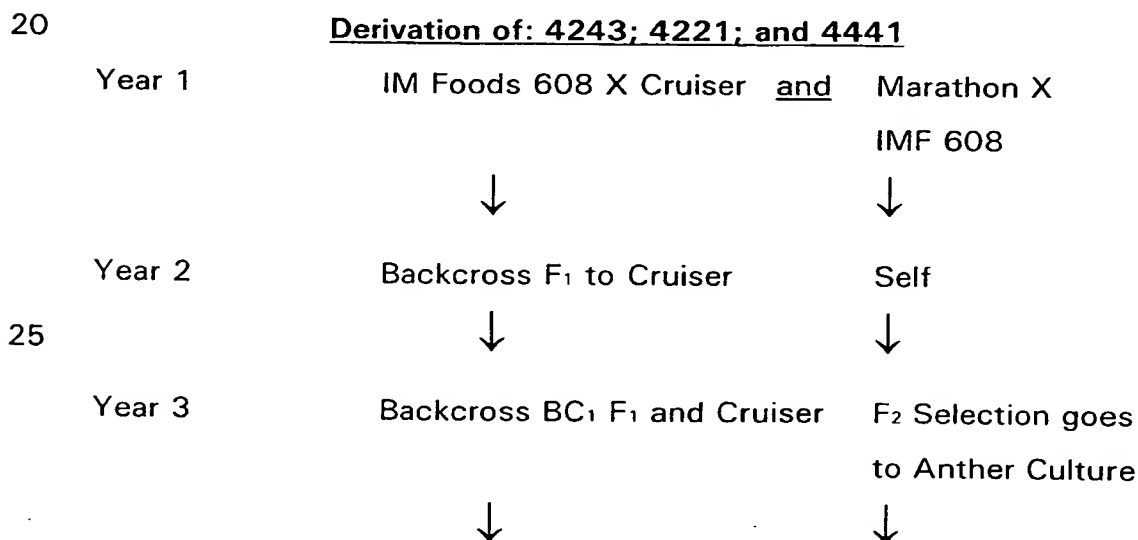 20 Derivation of: 4243; 4221; and 4441
Year 1 IM Foods 608 X Cruiser and Marathon X
IMF 608
↓ ↓
Year 2 Backcross F₁ to Cruiser Self
25 ↓ ↓
Year 3 Backcross BC₁ F₁ and Cruiser F₂ Selection goes
to Anther Culture
↓ ↓